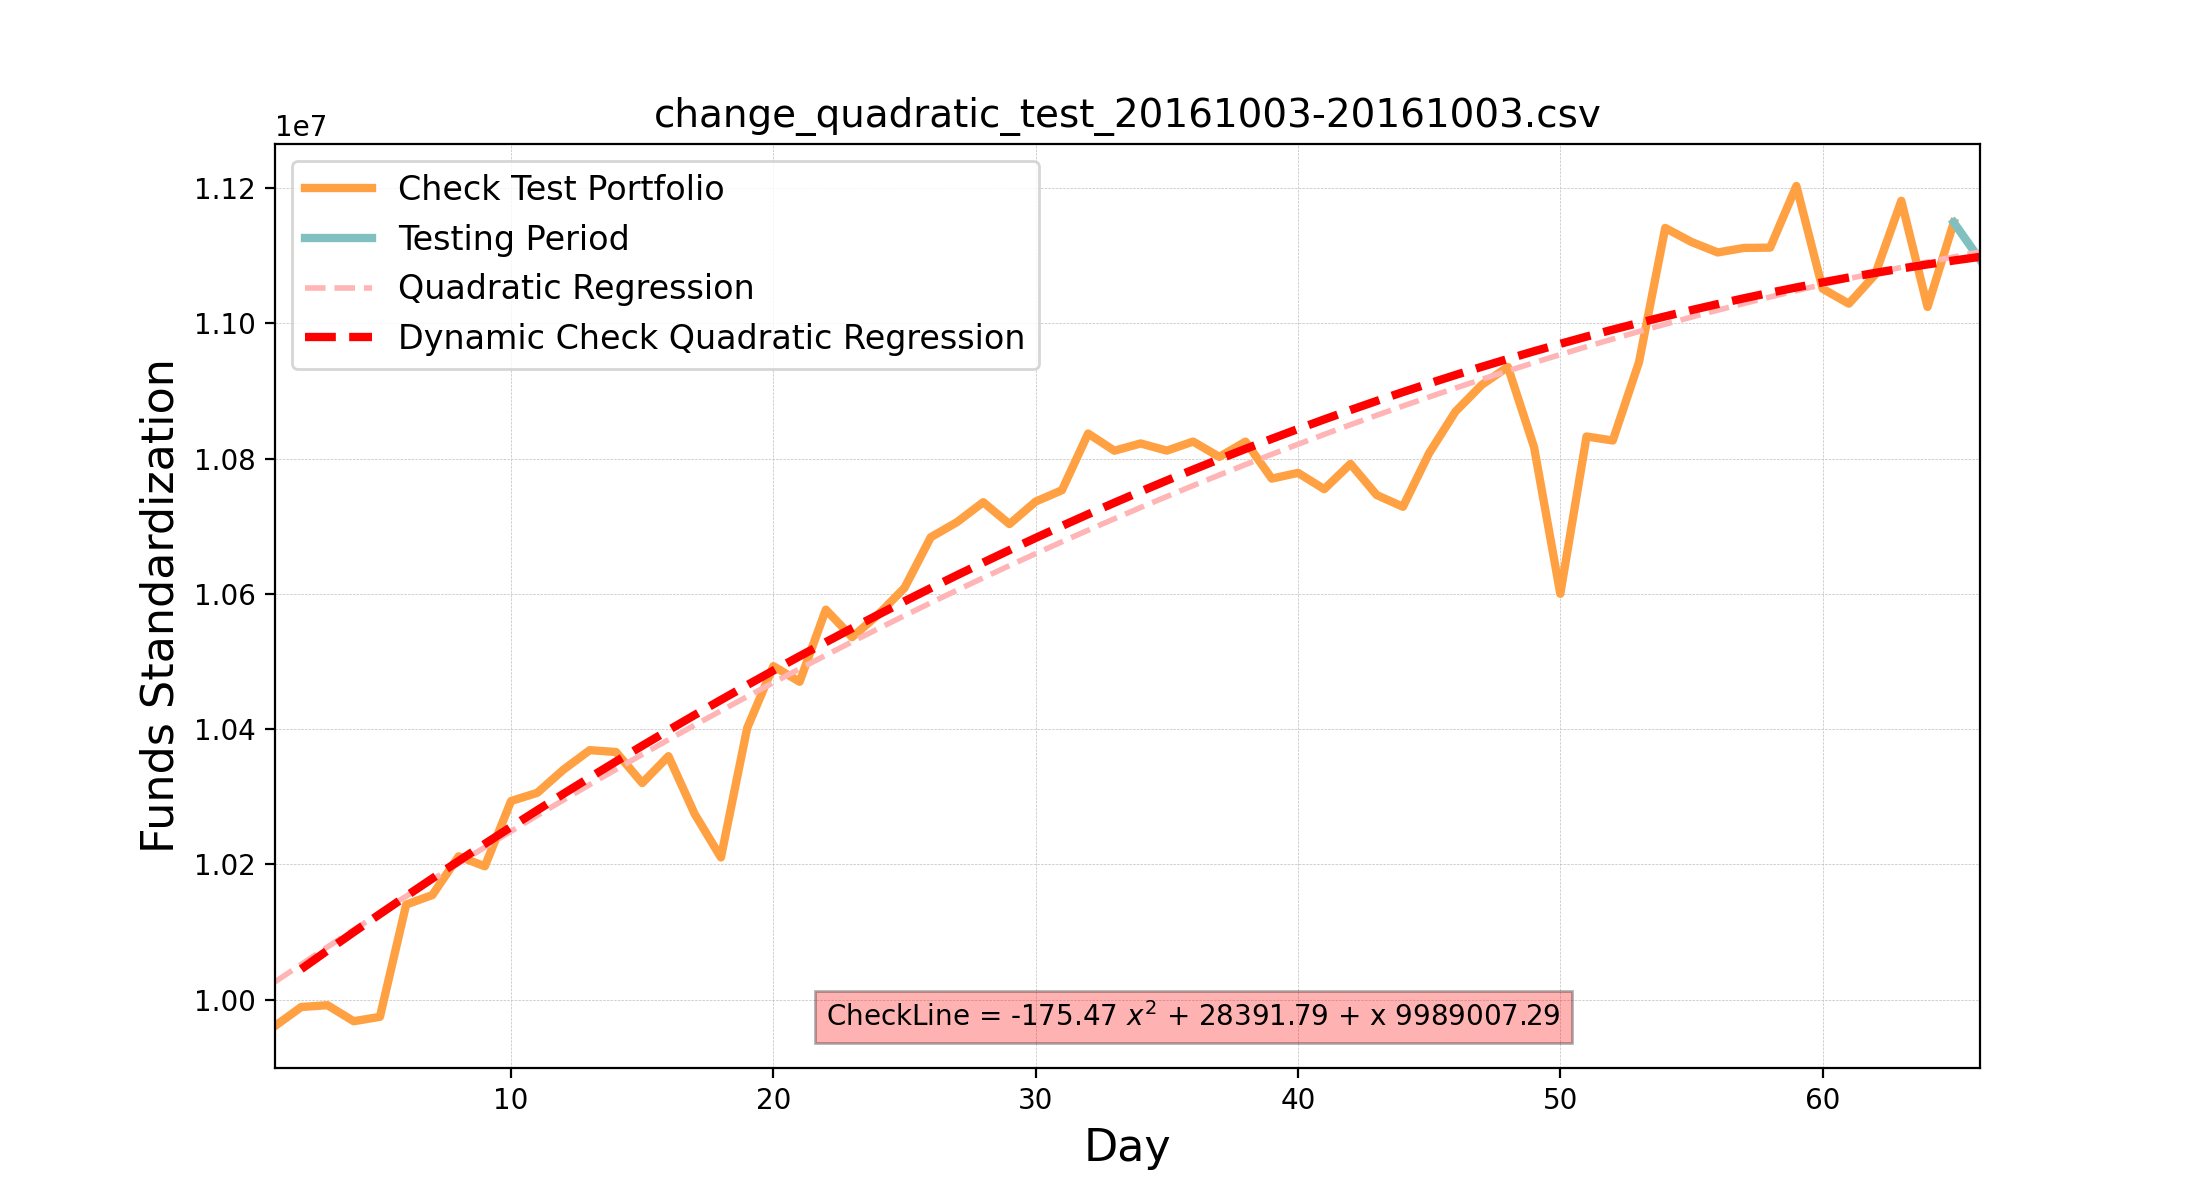 change_quadratic_test_20161003-20161003.csv
1e7
Check Test Portfolio
Testing Period
Quadratic Regression
Dynamic Check Quadratic Regression
1.12
1.10
1.08
1.06
1.04
1.02
1.00
Funds Standardization
CheckLine = -175.47 x² + 28391.79 + x 9989007.29
10 20 30 40 50 60
Day